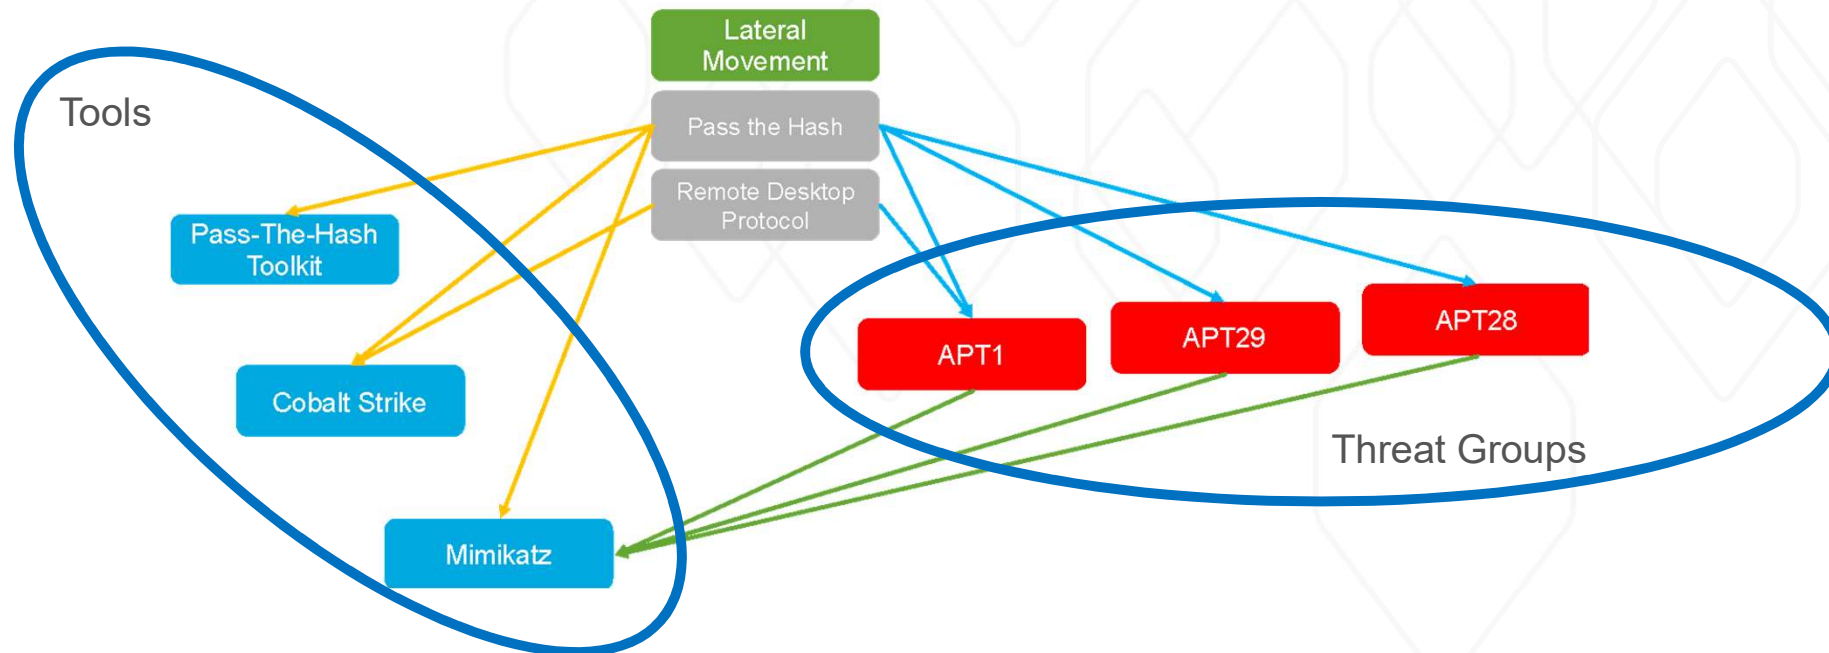 Lateral
Movement
Tools
Pass the Hash
Remote Desktop
Protocol
Pass-The-Hash
Toolkit
APT1
APT29
APT28
Cobalt Strike
Threat Groups
Mimikatz